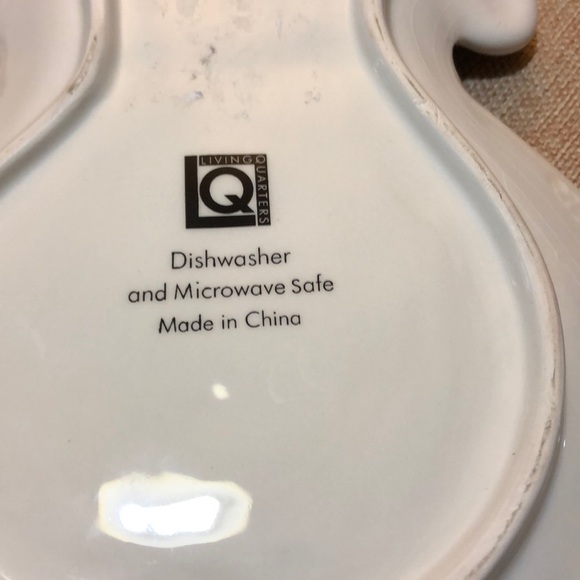 LIVING QUARTERS
LQ
Dishwasher
and Microwave Safe
Made in China